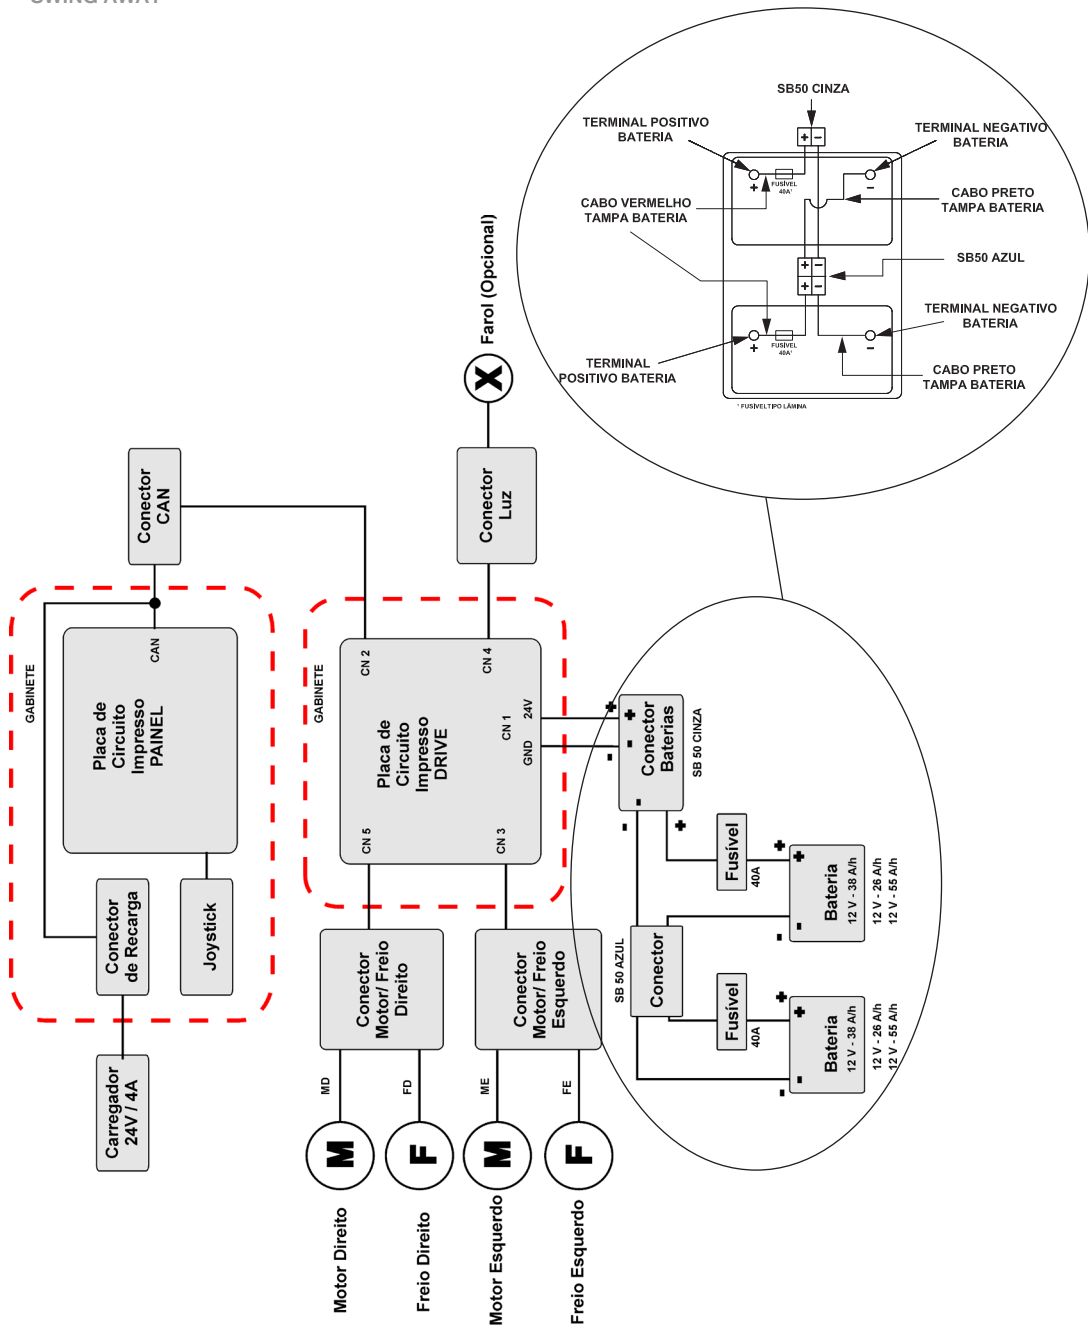 SWING AWAY
SB50 CINZA
TERMINAL POSITIVO
BATERIA
TERMINAL NEGATIVO
BATERIA
+ -
+
FUSÍVEL
40A¹
-
CABO VERMELHO
TAMPA BATERIA
CABO PRETO
TAMPA BATERIA
+ -
+ -
SB50 AZUL
TERMINAL NEGATIVO
BATERIA
+
FUSÍVEL
40A¹
-
TERMINAL
POSITIVO BATERIA
CABO PRETO
TAMPA BATERIA
¹ FUSÍVEL TIPO LÂMINA
Farol (Opcional)
X
Conector
Luz
Conector
CAN
GABINETE
CAN
Placa de
Circuito
Impresso
PAINEL
Conector
de Recarga
Joystick
Carregador
24V / 4A
GABINETE
CN 2
CN 4
Placa de
Circuito
Impresso
DRIVE
CN 1
24V
GND
CN 5
CN 3
Conector
Motor/ Freio
Direito
Conector
Motor/ Freio
Esquerdo
MD
FD
ME
FE
M
F
M
F
Motor Direito
Freio Direito
Motor Esquerdo
Freio Esquerdo
+
-
+
-
Conector
Baterias
SB 50 CINZA
-
-
+
SB 50 AZUL
Conector
Fusível
40A
Fusível
40A
+
+
-
-
Bateria
12 V - 38 A/h
12 V - 26 A/h
12 V - 55 A/h
+
+
-
-
Bateria
12 V - 38 A/h
12 V - 26 A/h
12 V - 55 A/h